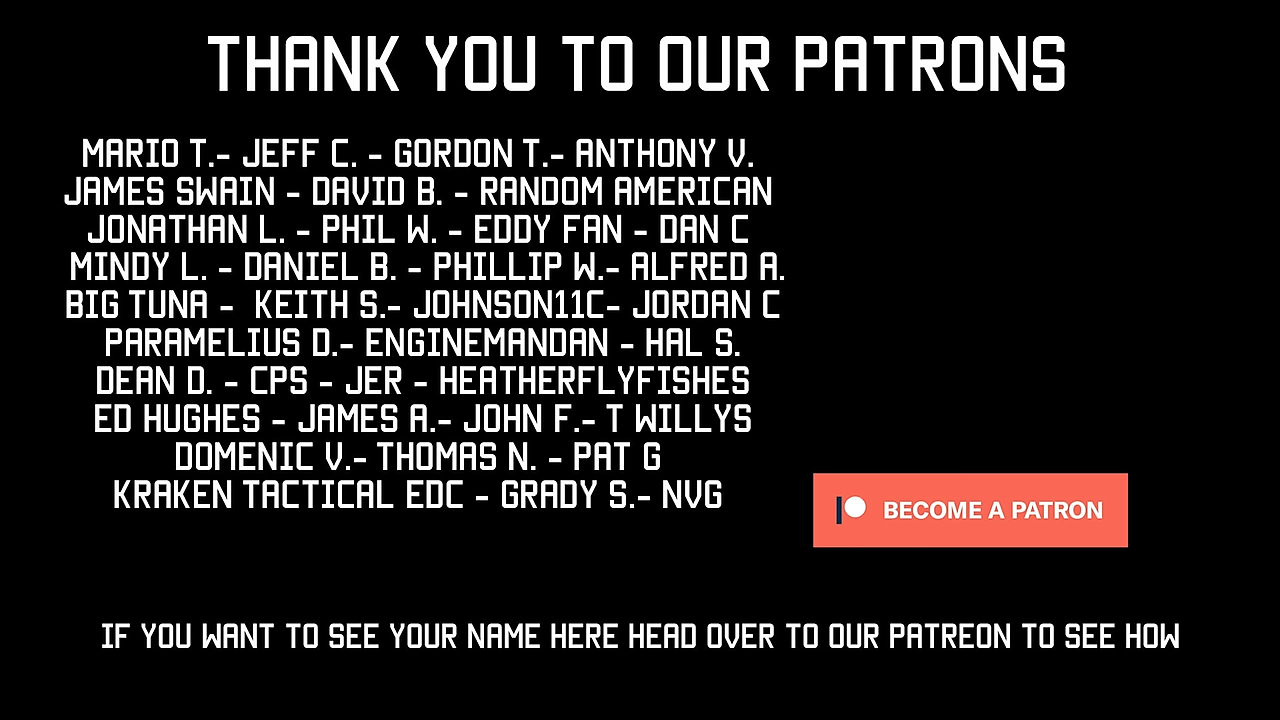 THANK YOU TO OUR PATRONS
MARIO T.- JEFF C. - GORDON T.- ANTHONY V.
JAMES SWAIN - DAVID B. - RANDOM AMERICAN
JONATHAN L. - PHIL W. - EDDY FAN - DAN C
MINDY L. - DANIEL B. - PHILLIP W.- ALFRED A.
BIG TUNA -  KEITH S.- JOHNSON11C- JORDAN C
PARAMELIUS D.- ENGINEMANDAN - HAL S.
DEAN D. - CPS - JER - HEATHERFLYFISHES
ED HUGHES - JAMES A.- JOHN F.- T WILLYS
DOMENIC V.- THOMAS N. - PAT G
KRAKEN TACTICAL EDC - GRADY S.- NVG
BECOME A PATRON
IF YOU WANT TO SEE YOUR NAME HERE HEAD OVER TO OUR PATREON TO SEE HOW